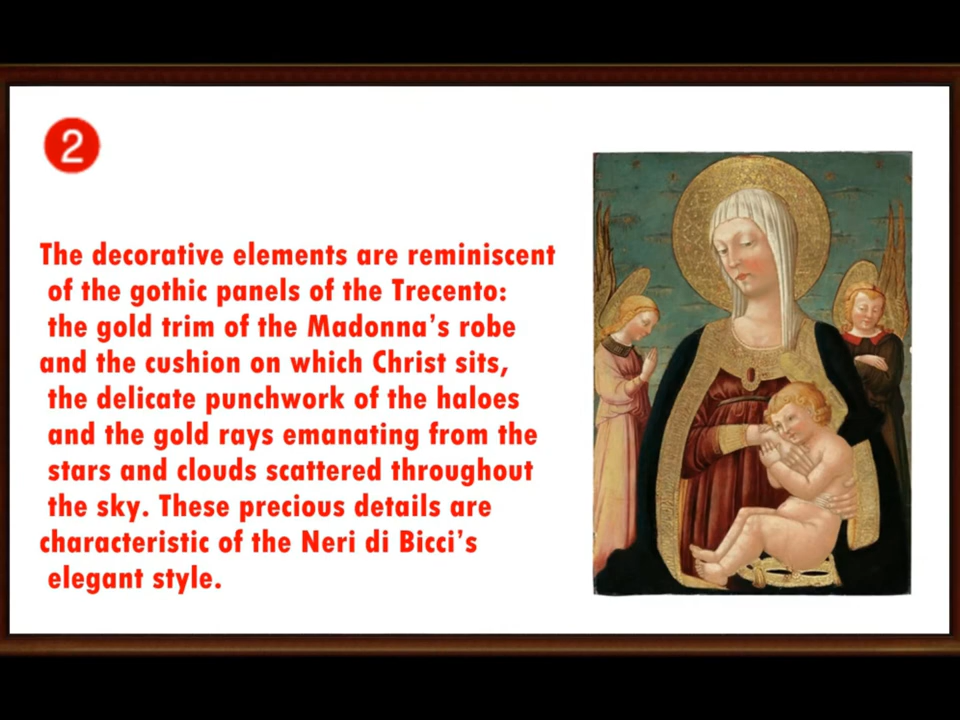 2
The decorative elements are reminiscent
of the gothic panels of the Trecento:
the gold trim of the Madonna’s robe
and the cushion on which Christ sits,
the delicate punchwork of the haloes
and the gold rays emanating from the
stars and clouds scattered throughout
the sky. These precious details are
characteristic of the Neri di Bicci’s
elegant style.